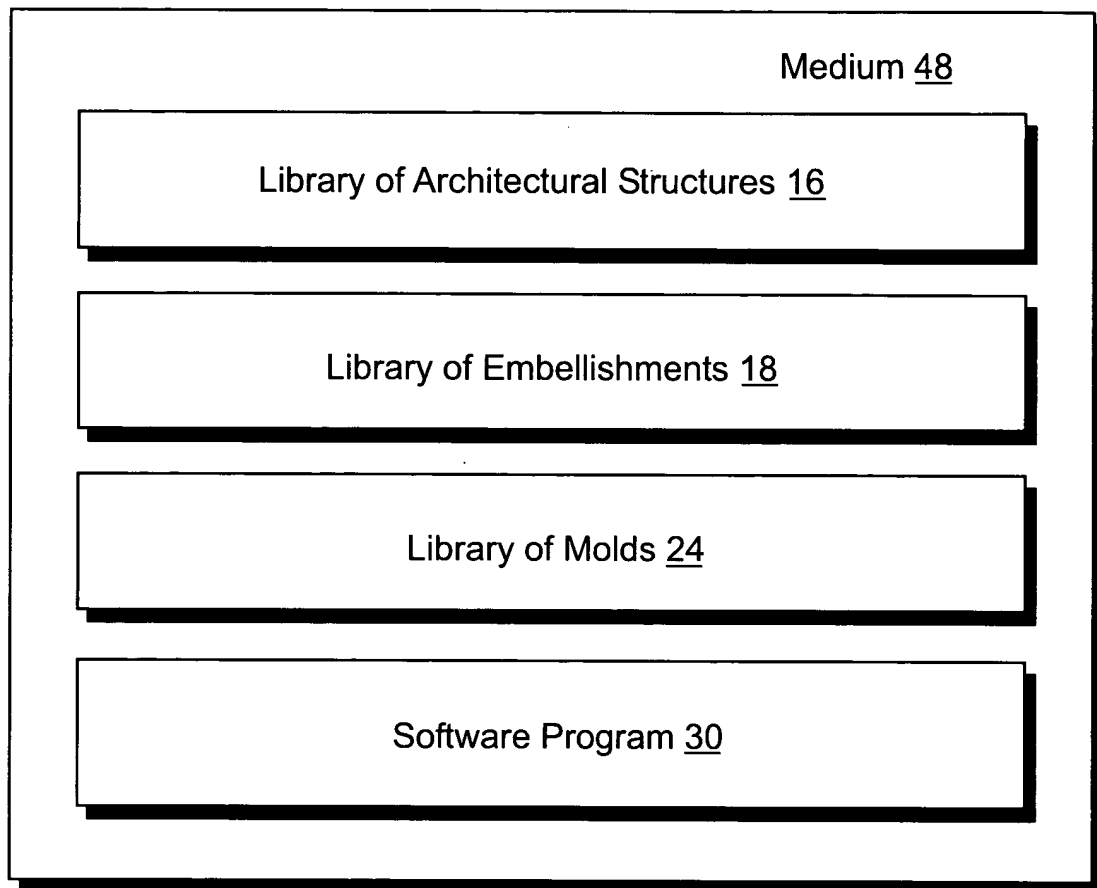 Medium 48
Library of Architectural Structures 16
Library of Embellishments 18
Library of Molds 24
Software Program 30